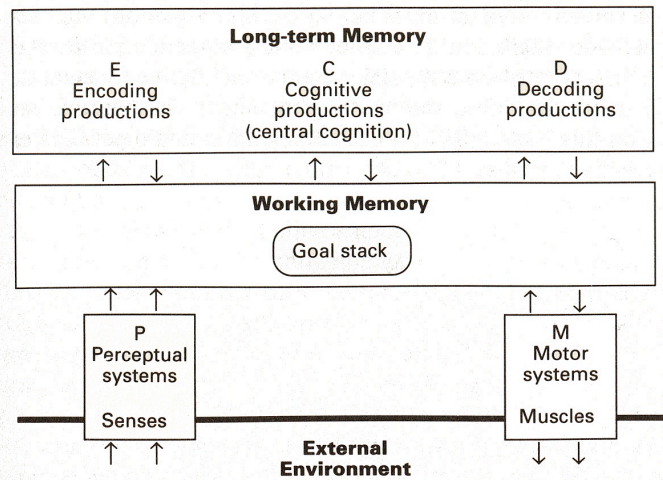 Long-term Memory
E
Encoding
productions
C
Cognitive
productions
(central cognition)
D
Decoding
productions
Working Memory
Goal stack
P
Perceptual
systems
Senses
M
Motor
systems
Muscles
External
Environment